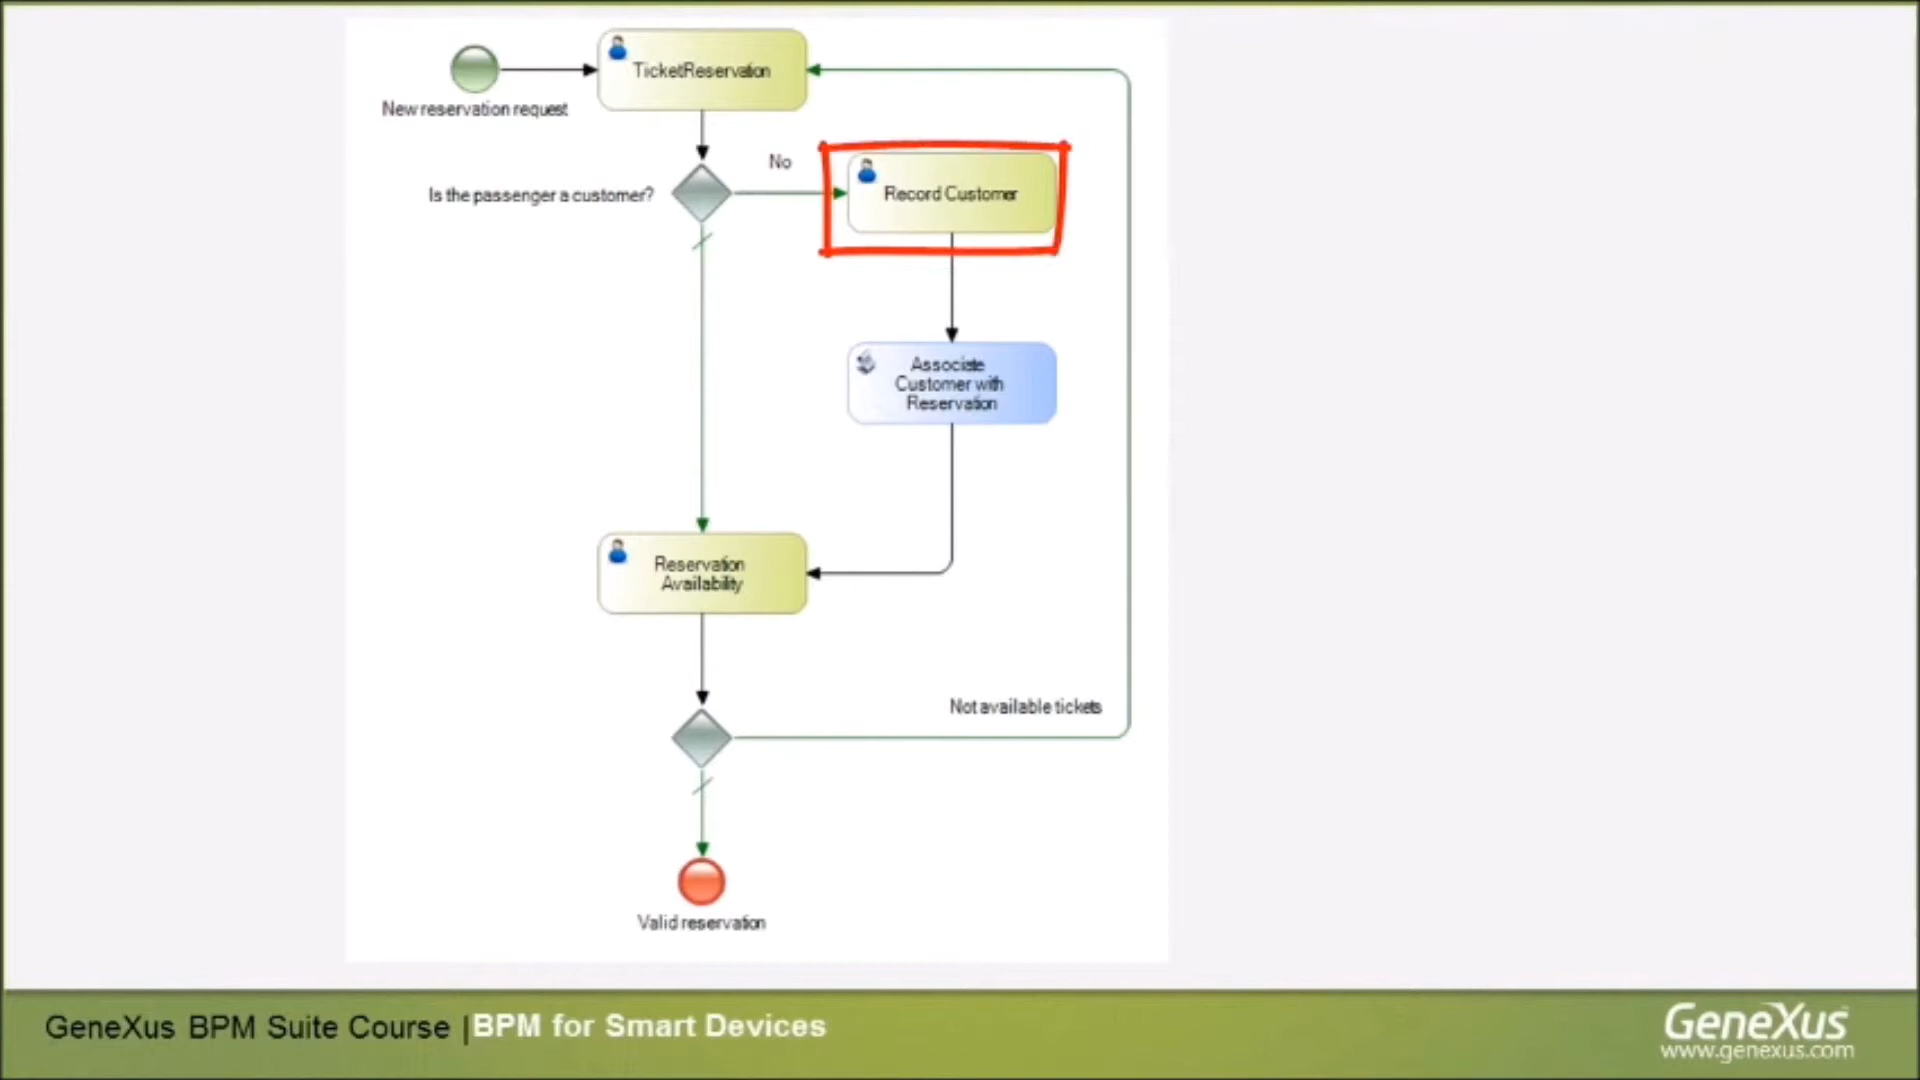 TicketReservation
New reservation request
No
Is the passenger a customer?
Record Customer
Associate
Customer with
Reservation
Reservation
Availability
Not available tickets
Valid reservation
GeneXus BPM Suite Course | BPM for Smart Devices
GeneXus
www.genexus.com